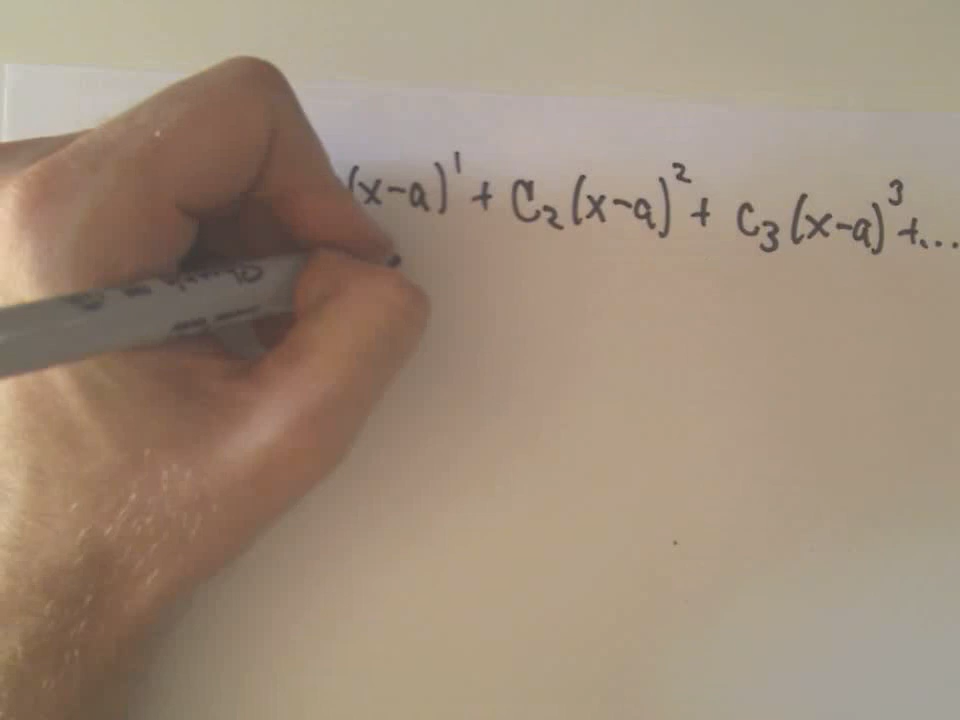 (x-a)¹ + C₂(x-a)² + C₃(x-a)³+...